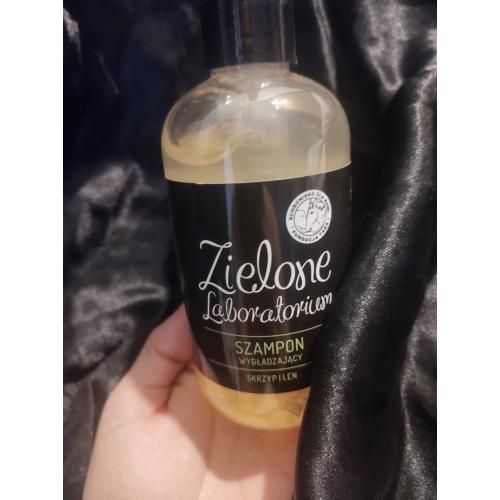 Zielone
Laboratorium
SZAMPON
WYGŁADZAJĄCY
SKRZYP I LEN